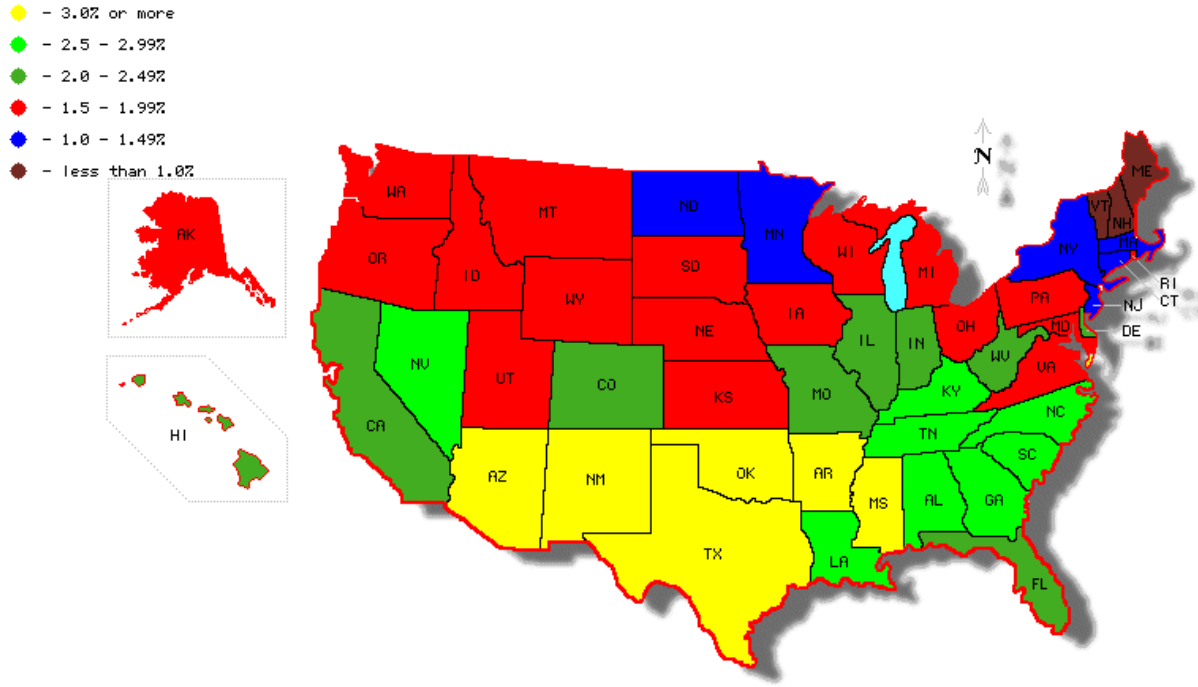 - 3.0% or more
- 2.5 - 2.99%
- 2.0 - 2.49%
- 1.5 - 1.99%
- 1.0 - 1.49%
- less than 1.0%
N
ME
WA
VT
NH
MT
ND
MN
AK
MA
NY
OR
ID
SD
WI
MI
RI
CT
WY
PA
NJ
IA
OH
MD
DE
NE
IL
IN
WV
NV
UT
CO
KS
MO
KY
VA
CA
HI
NC
TN
SC
AZ
NM
OK
AR
MS
AL
GA
TX
LA
FL